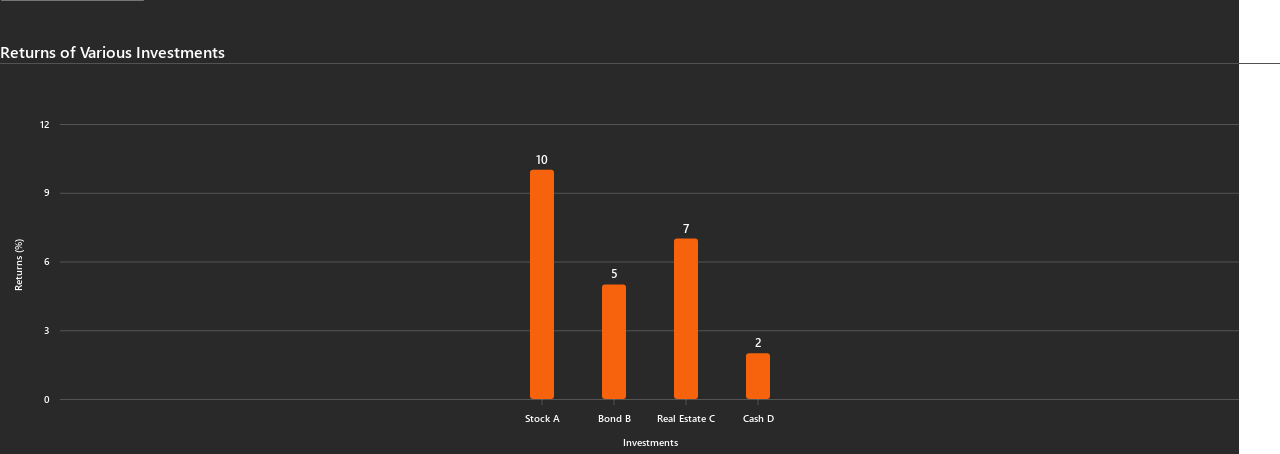 Returns of Various Investments
12
9
6
3
0
Returns (%)
10
5
7
2
Stock A
Bond B
Real Estate C
Cash D
Investments